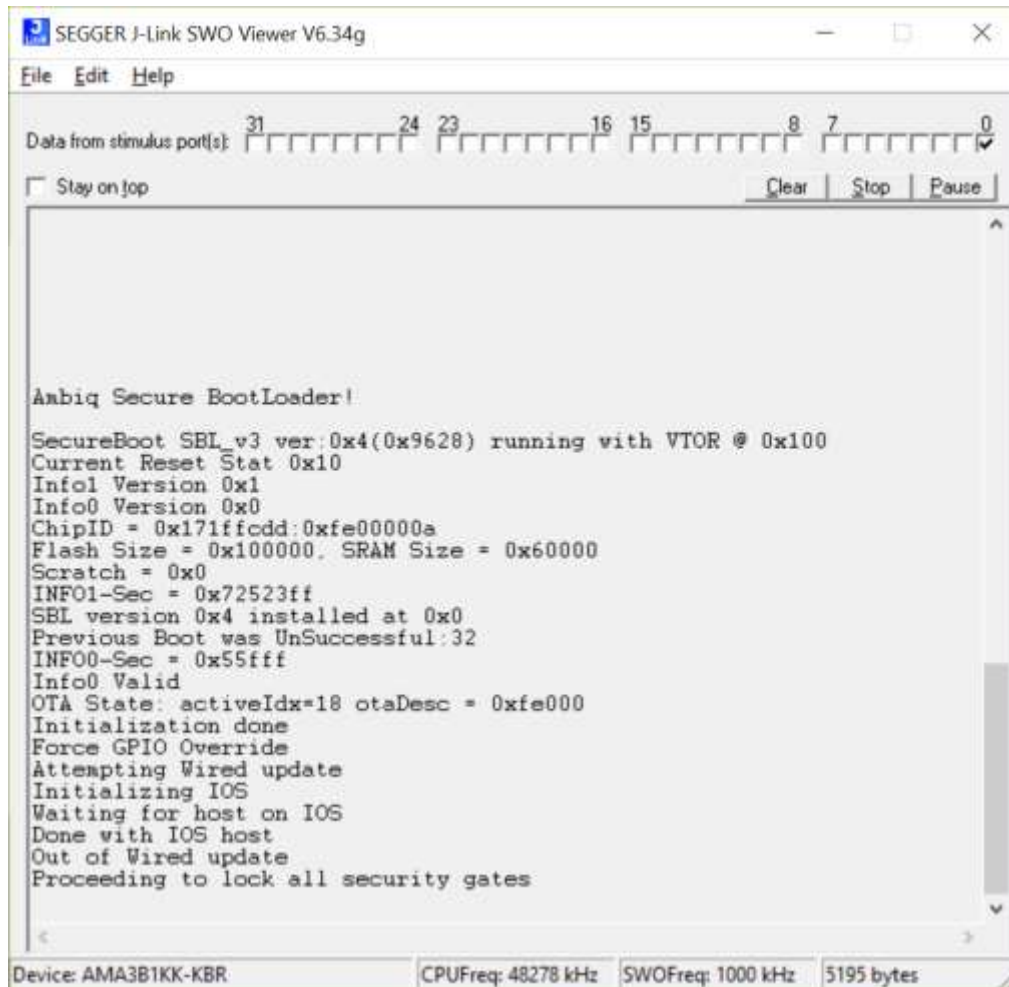 SEGGER J-Link SWO Viewer V6.34g
File Edit Help
Data from stimulus port(s): 31 24 23 16 15 8 7 0
Stay on top Clear Stop Pause
Ambiq Secure BootLoader!
SecureBoot SBL_v3 ver:0x4(0x9628) running with VTOR @ 0x100
Current Reset Stat 0x10
Info1 Version 0x1
Info0 Version 0x0
ChipID = 0x171ffcdd:0xfe00000a
Flash Size = 0x100000, SRAM Size = 0x60000
Scratch = 0x0
INFO1-Sec = 0x72523ff
SBL version 0x4 installed at 0x0
Previous Boot was UnSuccessful:32
INFO0-Sec = 0x55fff
Info0 Valid
OTA State: activeIdx=18 otaDesc = 0xfe000
Initialization done
Force GPIO Override
Attempting Wired update
Initializing IOS
Waiting for host on IOS
Done with IOS host
Out of Wired update
Proceeding to lock all security gates
Device: AMA3B1KK-KBR CPUFreq: 48278 kHz SWOFreq: 1000 kHz 5195 bytes